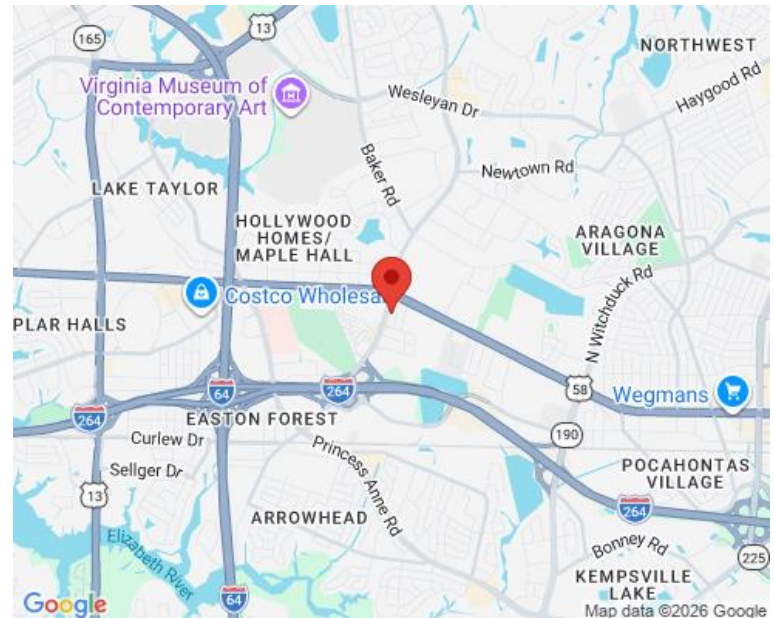 13
165
NORTHWEST
Virginia Museum of
Contemporary Art
Haygood Rd
Wesleyan Dr
Baker Rd
Newtown Rd
LAKE TAYLOR
HOLLYWOOD
HOMES/
MAPLE HALL
ARAGONA
VILLAGE
Costco Wholesa
N Witchduck Rd
PLAR HALLS
64
264
58
Wegmans
264
EASTON FOREST
190
Curlew Dr
Sellger Dr
Princess Anne Rd
POCAHONTAS
VILLAGE
13
264
ARROWHEAD
Elizabeth River
Bonney Rd
225
KEMPSVILLE
LAKE
64
Google
Map data ©2026 Google